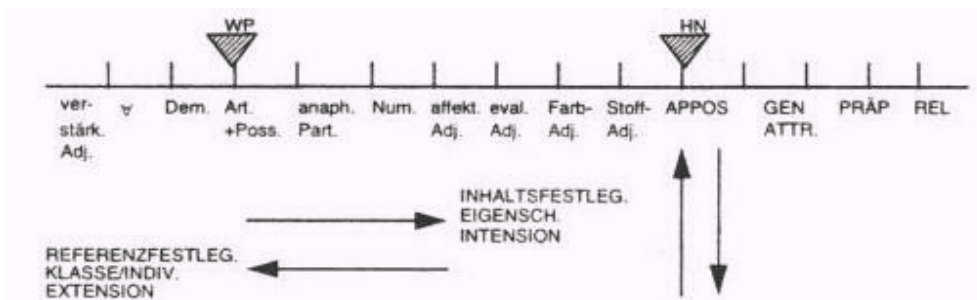 WP HN
ver- ∀ Dem. Art. anaph. Num. affekt. eval. Farb- Stoff- APPOS GEN PRÄP REL
stärk. +Poss. Part. Adj. Adj. Adj. Adj. ATTR.
Adj.
INHALTSFESTLEG.
EIGENSCH.
INTENSION
REFERENZFESTLEG.
KLASSE/INDIV.
EXTENSION